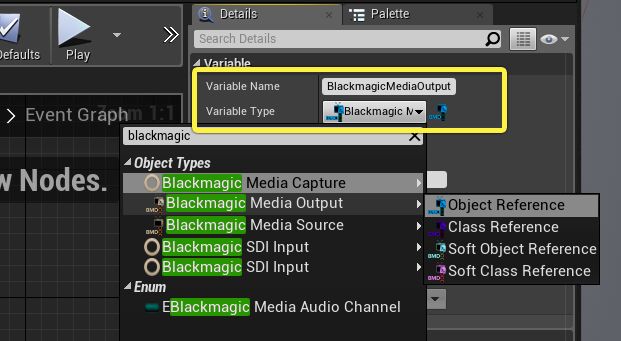 Details
Palette
Defaults
Play
Search Details
Variable
Variable Name
BlackmagicMediaOutput
Variable Type
Blackmagic M
Zoom 1:1
Event Graph
blackmagic
w Nodes.
Object Types
Blackmagic Media Capture
Blackmagic Media Output
Blackmagic Media Source
Blackmagic SDI Input
Blackmagic SDI Input
Enum
EBlackmagic Media Audio Channel
Object Reference
Class Reference
Soft Object Reference
Soft Class Reference